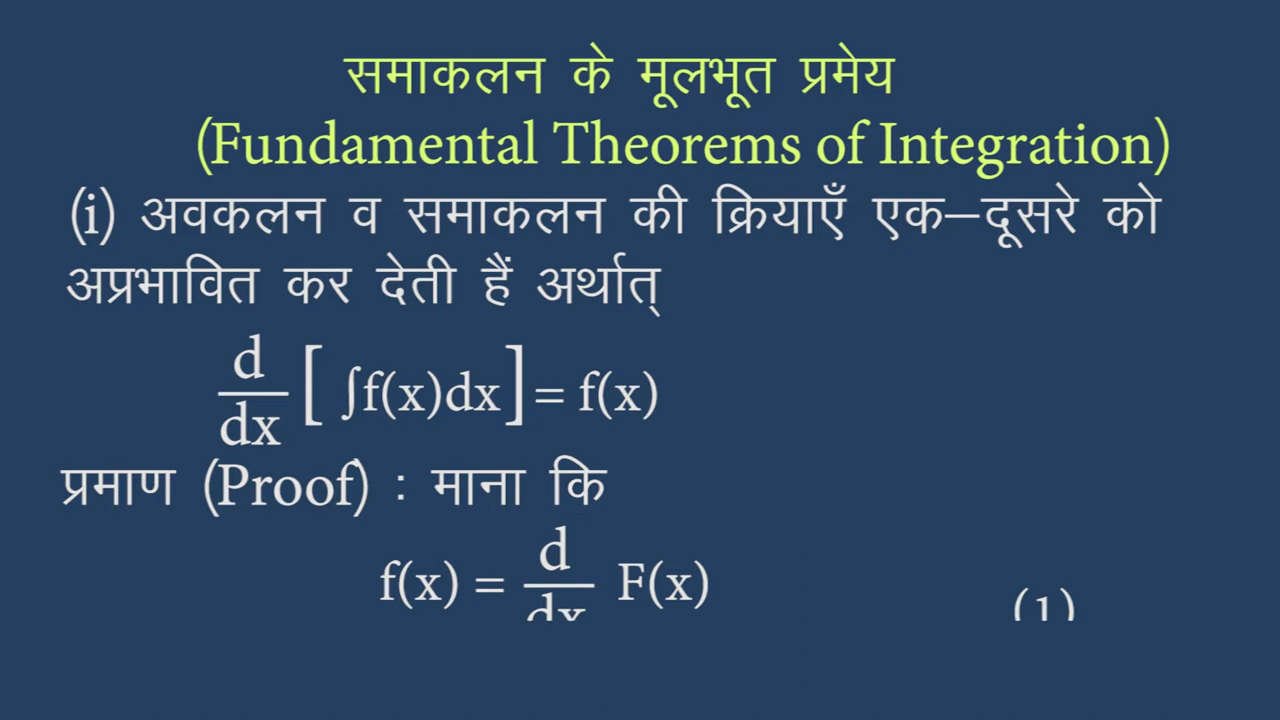 समाकलन के मूलभूत प्रमेय
(Fundamental Theorems of Integration)
(i) अवकलन व समाकलन की क्रियाएँ एक–दूसरे को
अप्रभावित कर देती हैं अर्थात्
d/dx [ ∫f(x)dx ] = f(x)
प्रमाण (Proof) : माना कि
f(x) = d/dx F(x) (1)